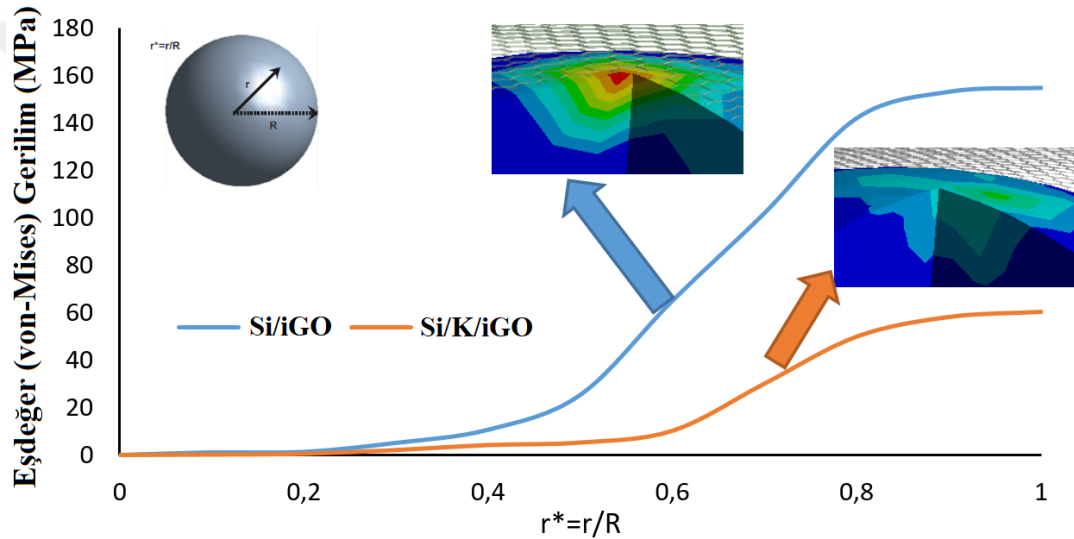 Eşdeğer (von-Mises) Gerilim (MPa)
180
160
140
120
100
80
60
40
20
0
r*=r/R
r
R
Si/iGO
Si/K/iGO
0
0,2
0,4
0,6
0,8
1
r*=r/R